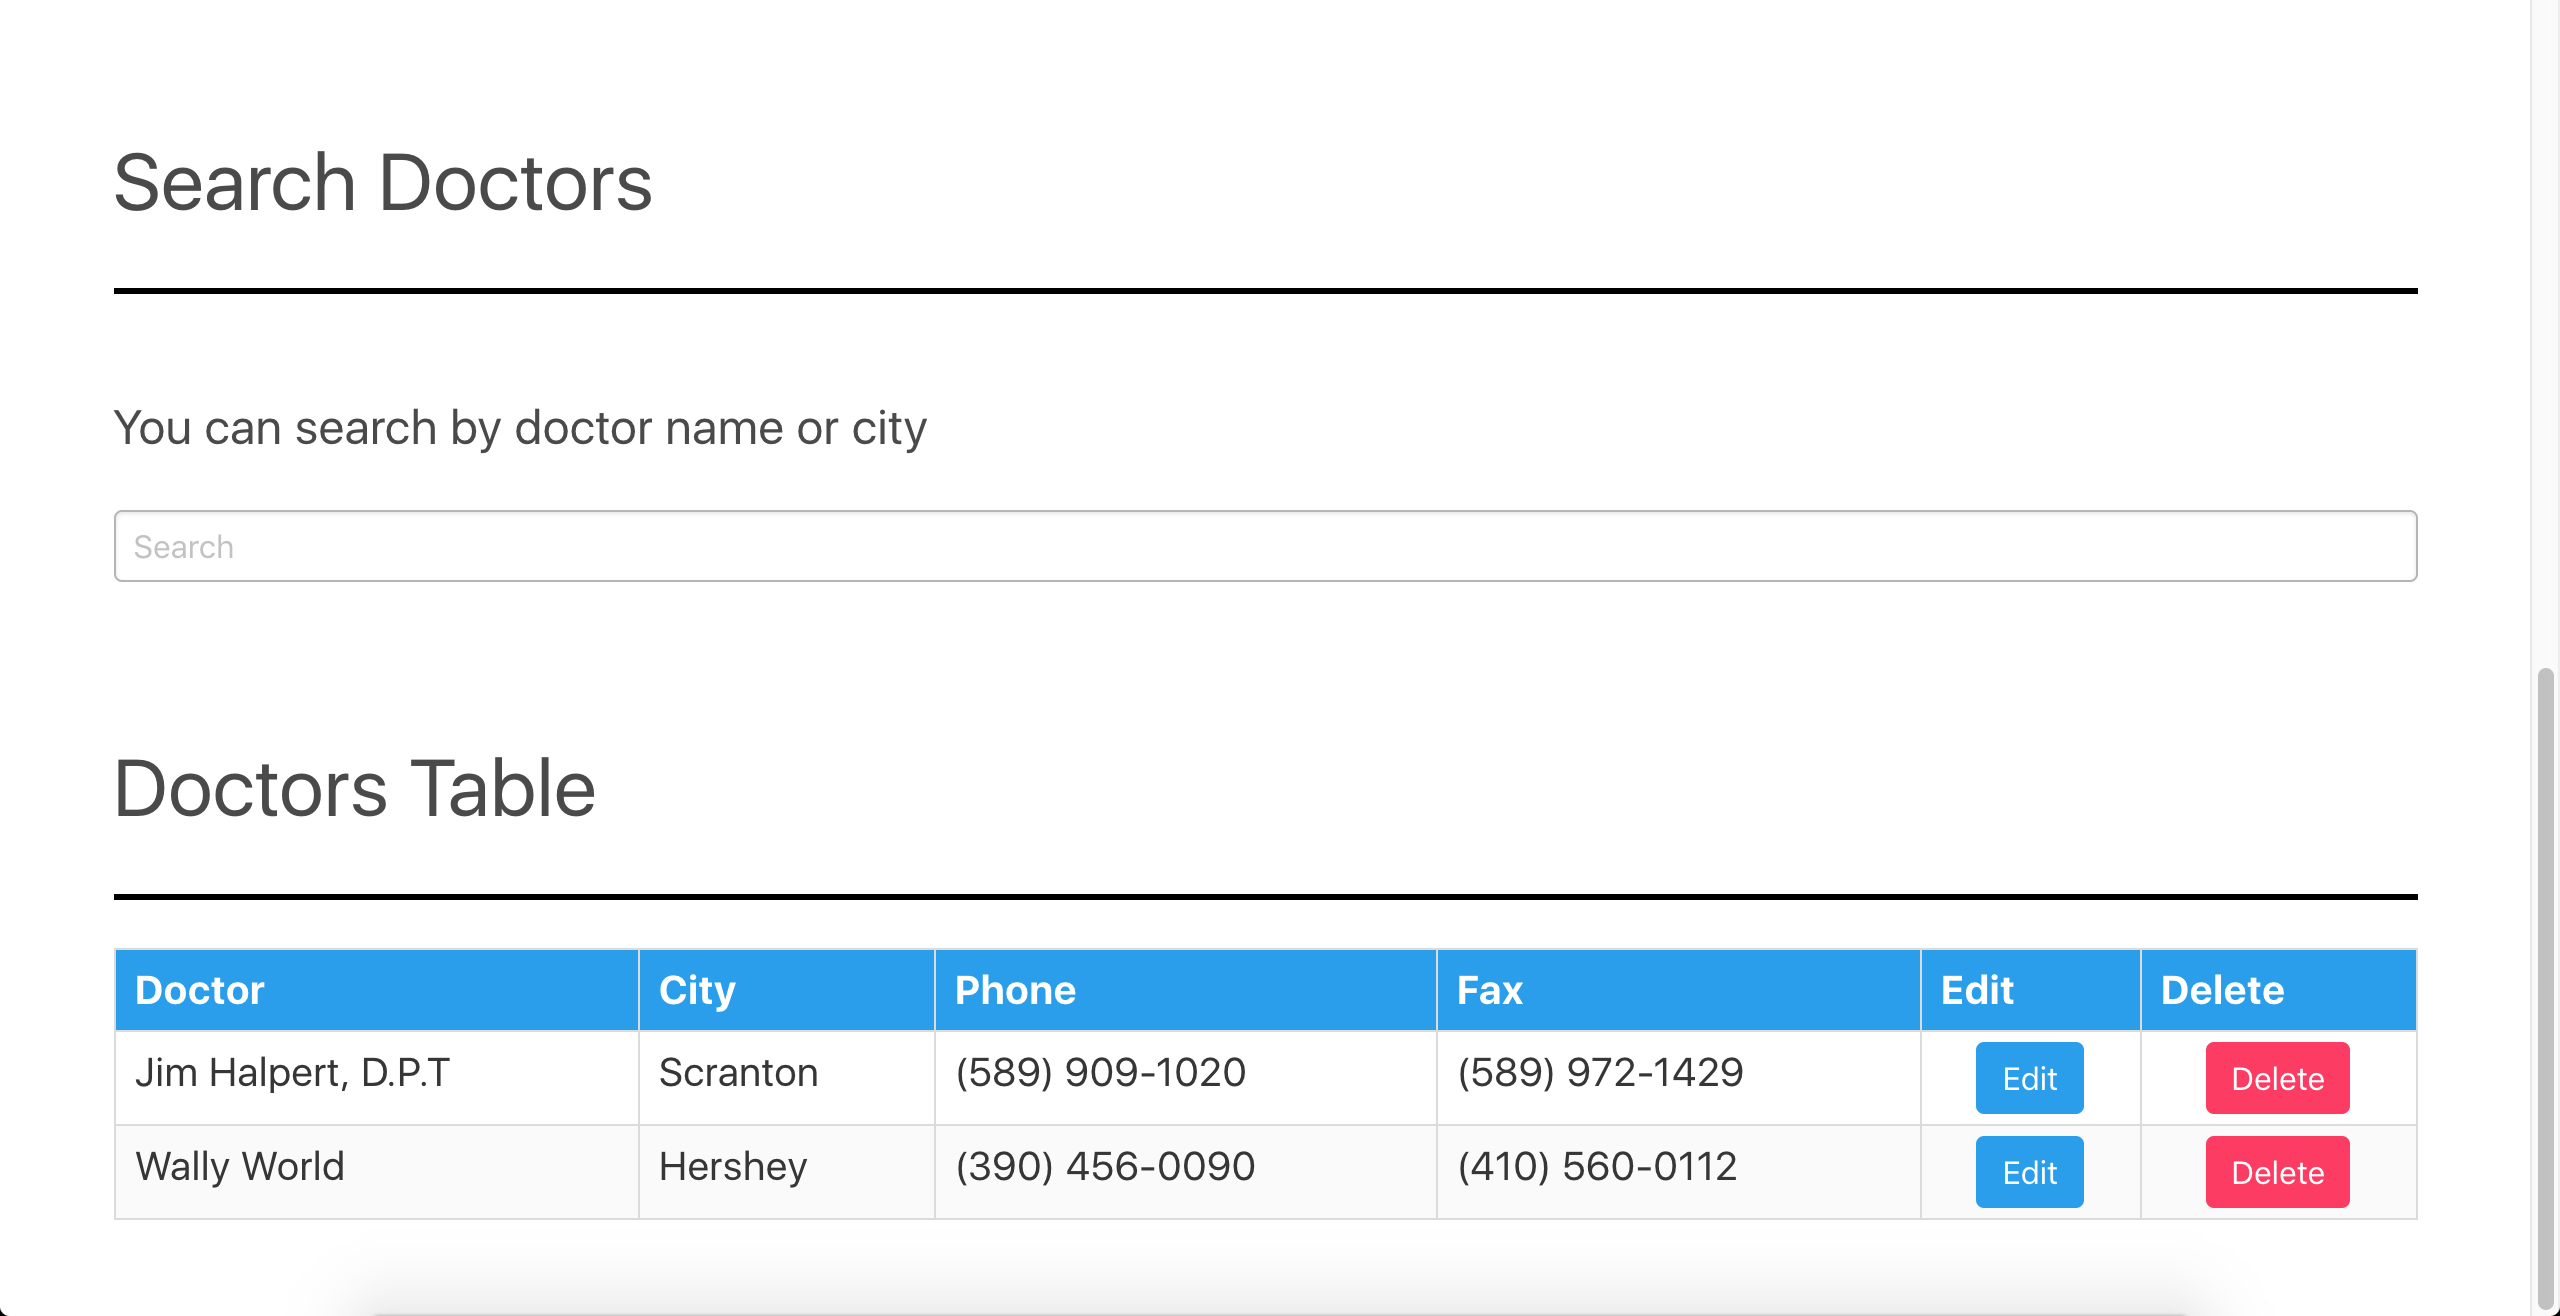 Search Doctors
You can search by doctor name or city
Search
Doctors Table
Doctor City Phone Fax Edit Delete
Jim Halpert, D.P.T Scranton (589) 909-1020 (589) 972-1429 Edit Delete
Wally World Hershey (390) 456-0090 (410) 560-0112 Edit Delete